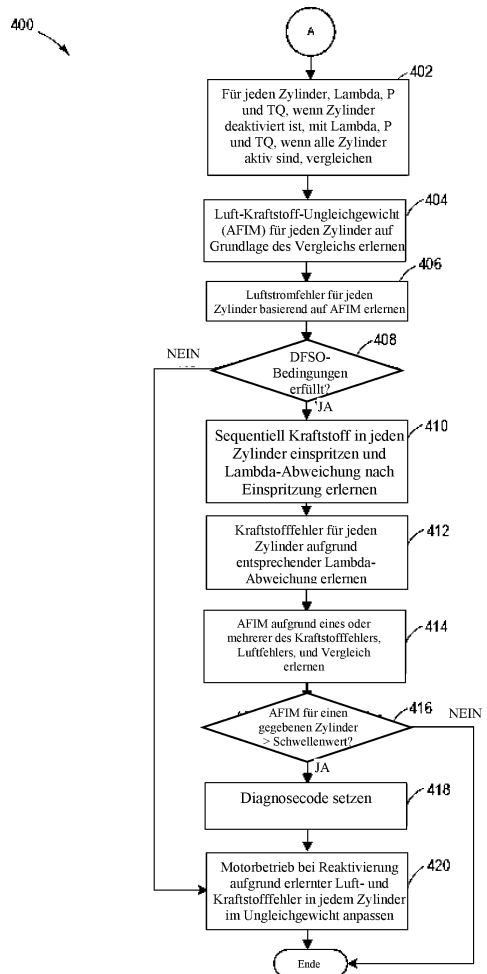 400
A
402
Für jeden Zylinder, Lambda, P
und TQ, wenn Zylinder
deaktiviert ist, mit Lambda, P
und TQ, wenn alle Zylinder
aktiv sind, vergleichen
404
Luft-Kraftstoff-Ungleichgewicht
(AFIM) für jeden Zylinder auf
Grundlage des Vergleichs erlernen
406
Luftstromfehler für jeden
Zylinder basierend auf AFIM erlernen
408
NEIN
DFSO-
Bedingungen
erfüllt?
JA
410
Sequentiell Kraftstoff in jeden
Zylinder einspritzen und
Lambda-Abweichung nach
Einspritzung erlernen
412
Kraftstofffehler für jeden
Zylinder aufgrund
entsprechender Lambda-
Abweichung erlernen
414
AFIM aufgrund eines oder
mehrerer des Kraftstofffehlers,
Luftfehlers, und Vergleich
erlernen
416
AFIM für einen
gegebenen Zylinder
> Schwellenwert?
NEIN
JA
418
Diagnosecode setzen
420
Motorbetrieb bei Reaktivierung
aufgrund erlernter Luft- und
Kraftstofffehler in jedem Zylinder
im Ungleichgewicht anpassen
Ende